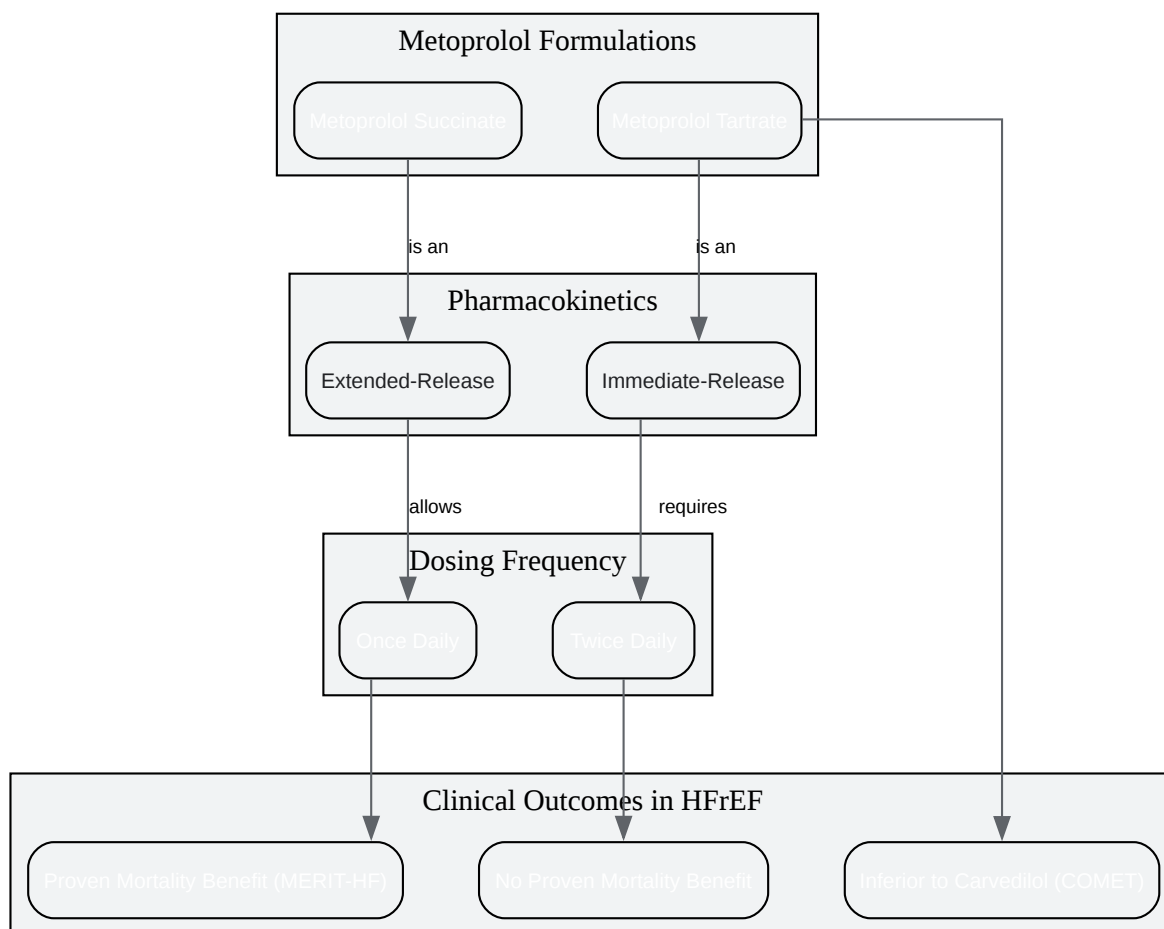 Metoprolol Formulations
Metoprolol Succinate
Metoprolol Tartrate
is an
is an
Pharmacokinetics
Extended-Release
Immediate-Release
allows
requires
Dosing Frequency
Once Daily
Twice Daily
Clinical Outcomes in HFrEF
Proven Mortality Benefit (MERIT-HF)
No Proven Mortality Benefit
Inferior to Carvedilol (COMET)